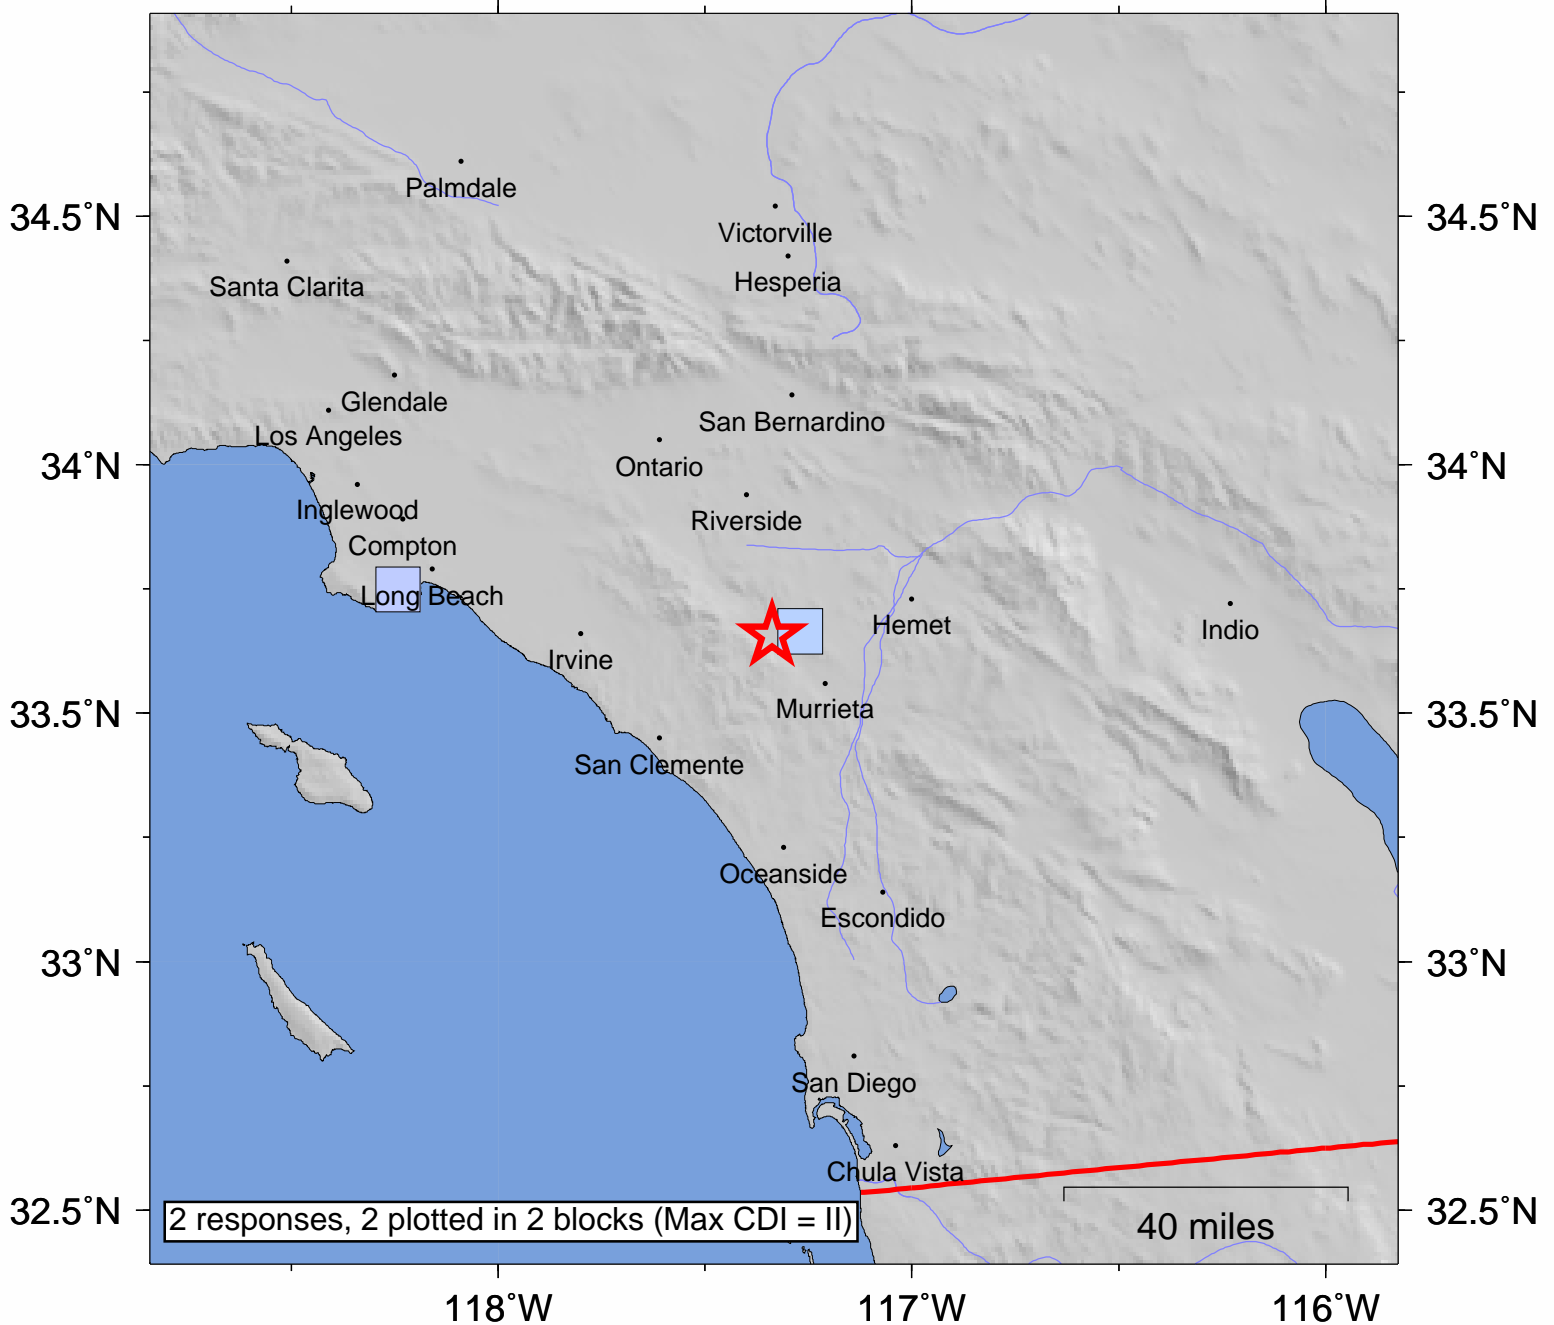 Palmdale
34.5°N
34.5°N
Victorville
Santa Clarita
Hesperia
Glendale
San Bernardino
Los Angeles
34°N
Ontario
34°N
Inglewood
Riverside
Compton
Long Beach
Hemet
Indio
Irvine
33.5°N
Murrieta
33.5°N
San Clemente
Oceanside
Escondido
33°N
33°N
San Diego
Chula Vista
32.5°N
2 responses, 2 plotted in 2 blocks (Max CDI = II)
40 miles
32.5°N
118°W
117°W
116°W